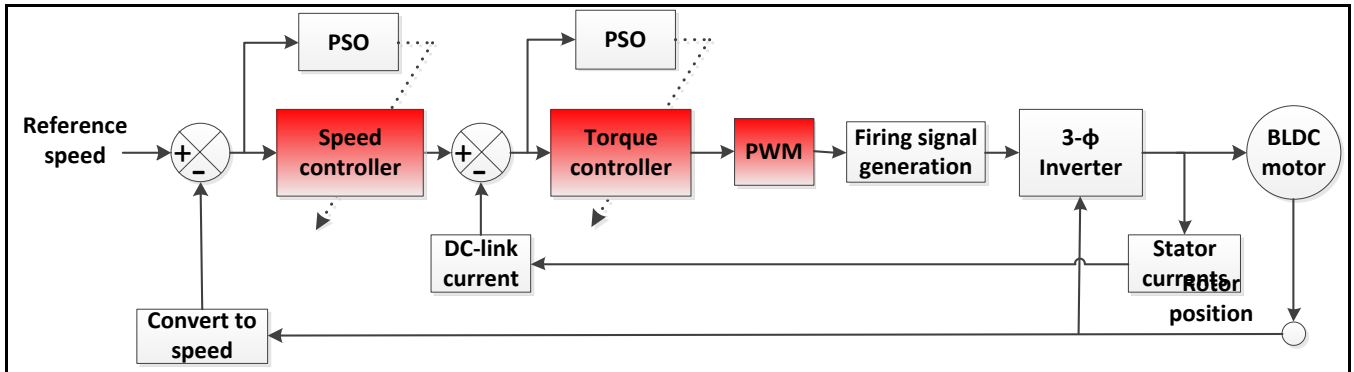 PSO
PSO
Reference
speed
+
-
Speed
controller
+
-
Torque
controller
PWM
Firing signal
generation
3-ϕ
Inverter
BLDC
motor
DC-link
current
Stator
currents
Rotor
position
Convert to
speed